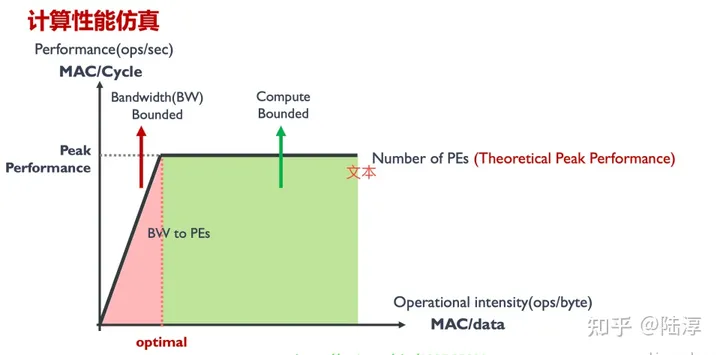 计算性能仿真
Performance(ops/sec)
MAC/Cycle
Bandwidth(BW)
Bounded
Compute
Bounded
Peak
Performance
Number of PEs (Theoretical Peak Performance)
文本
BW to PEs
Operational intensity(ops/byte)
MAC/data
optimal
知乎 @陆淳